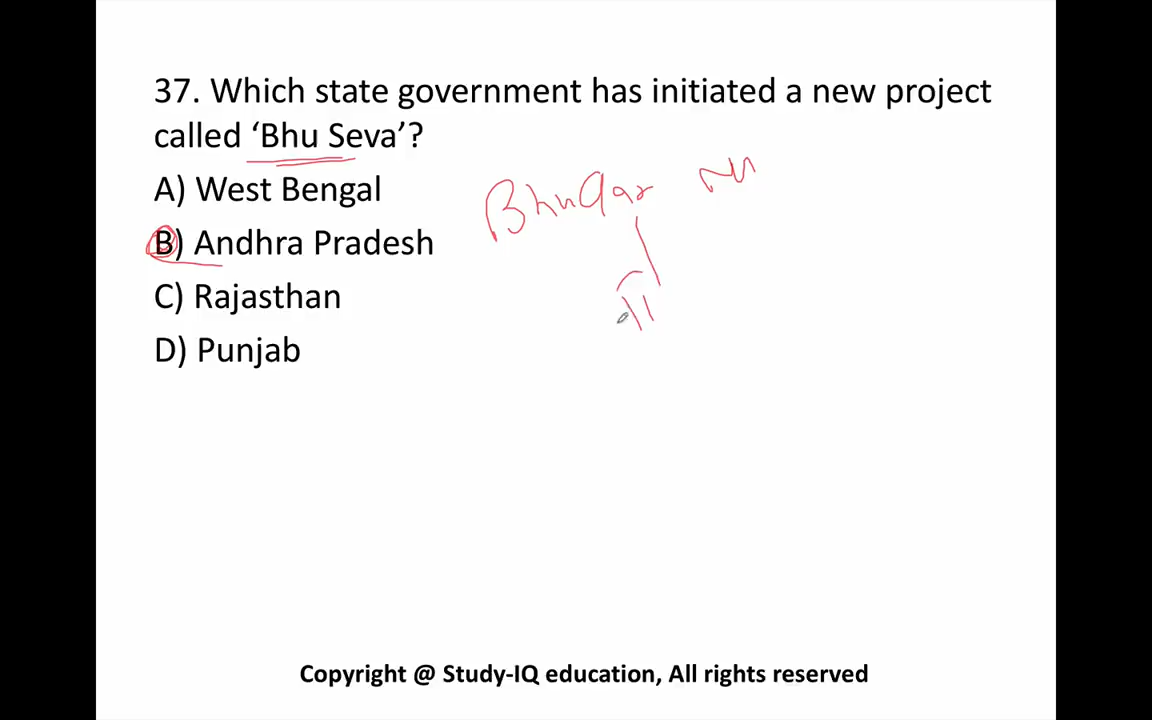 37. Which state government has initiated a new project
called ‘Bhu Seva’?
A) West Bengal
B) Andhra Pradesh
C) Rajasthan
D) Punjab
Copyright @ Study-IQ education, All rights reserved